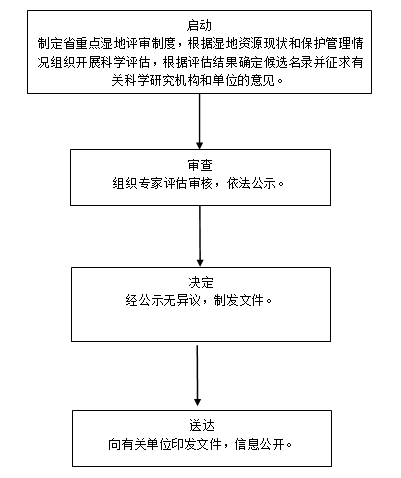 启动
制定省重点湿地评审制度，根据湿地资源现状和保护管理情
况组织开展科学评估，根据评估结果确定候选名录并征求有
关科学研究机构和单位的意见。
审查
组织专家评估审核，依法公示。
决定
经公示无异议，制发文件。
送达
向有关单位印发文件，信息公开。